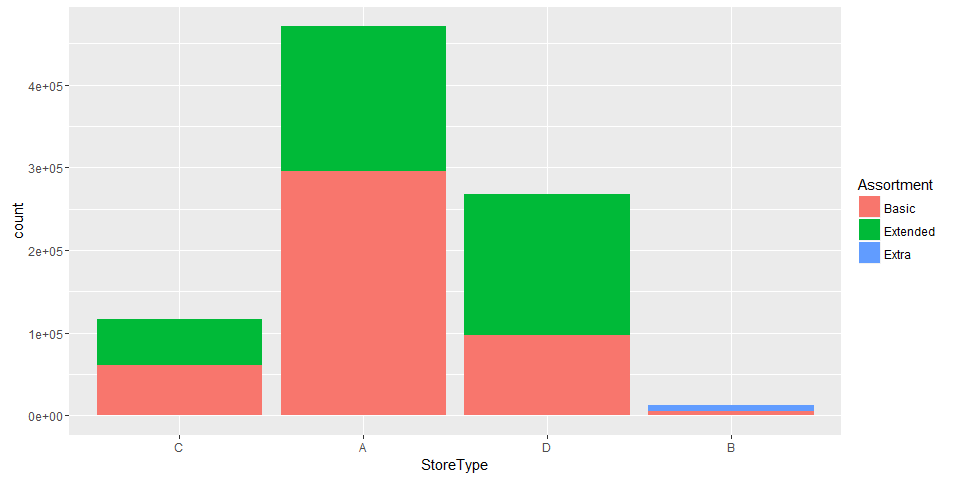 4e+05
3e+05
2e+05
1e+05
0e+00
count
C A D B
StoreType
Assortment
Basic
Extended
Extra